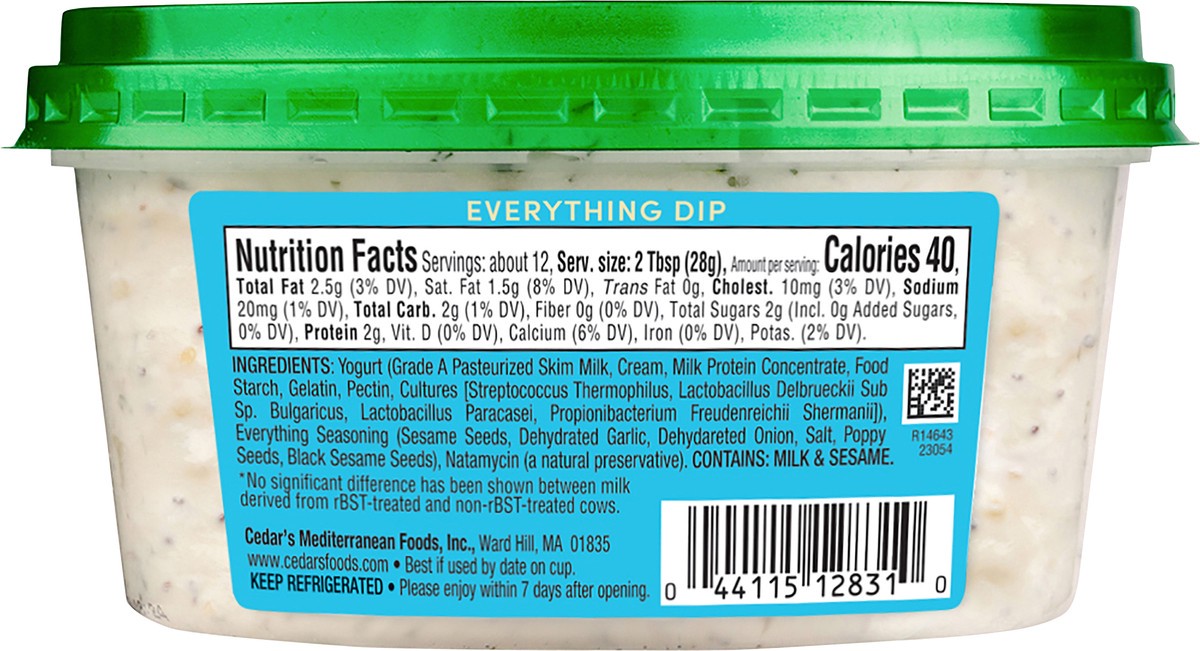 EVERYTHING DIP
Nutrition Facts Servings: about 12, Serv. size: 2 Tbsp (28g), Amount per serving: Calories 40,
Total Fat 2.5g (3% DV), Sat. Fat 1.5g (8% DV), Trans Fat 0g, Cholest. 10mg (3% DV), Sodium
20mg (1% DV), Total Carb. 2g (1% DV), Fiber 0g (0% DV), Total Sugars 2g (Incl. 0g Added Sugars,
0% DV), Protein 2g, Vit. D (0% DV), Calcium (6% DV), Iron (0% DV), Potas. (2% DV).
INGREDIENTS: Yogurt (Grade A Pasteurized Skim Milk, Cream, Milk Protein Concentrate, Food
Starch, Gelatin, Pectin, Cultures [Streptococcus Thermophilus, Lactobacillus Delbrueckii Sub
Sp. Bulgaricus, Lactobacillus Paracasei, Propionibacterium Freudenreichii Shermanii]),
Everything Seasoning (Sesame Seeds, Dehydrated Garlic, Dehydareted Onion, Salt, Poppy
Seeds, Black Sesame Seeds), Natamycin (a natural preservative). CONTAINS: MILK & SESAME.
R14643
23054
*No significant difference has been shown between milk
derived from rBST-treated and non-rBST-treated cows.
Cedar's Mediterranean Foods, Inc., Ward Hill, MA 01835
www.cedarsfoods.com • Best if used by date on cup.
KEEP REFRIGERATED • Please enjoy within 7 days after opening.
0 44115 12831 0